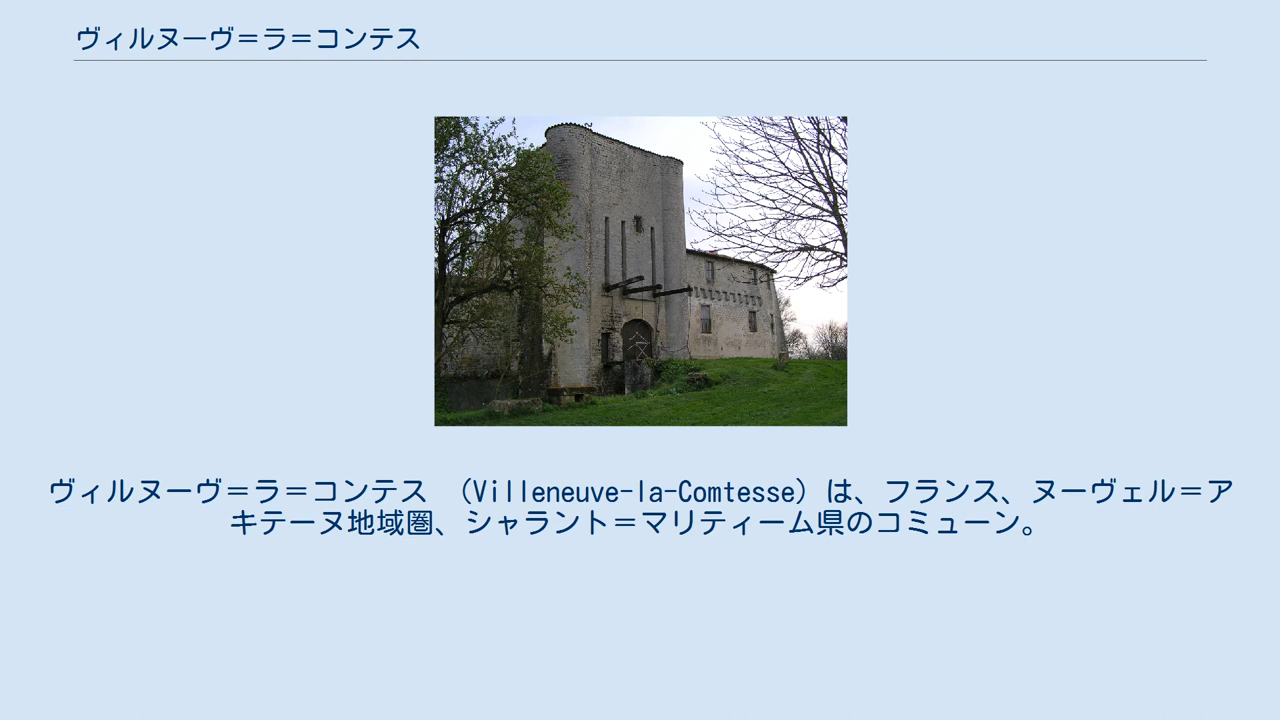 ヴィルヌーヴ＝ラ＝コンテス
ヴィルヌーヴ＝ラ＝コンテス （Villeneuve-la-Comtesse）は、フランス、ヌーヴェル＝ア
キテーヌ地域圏、シャラント＝マリティーム県のコミューン。